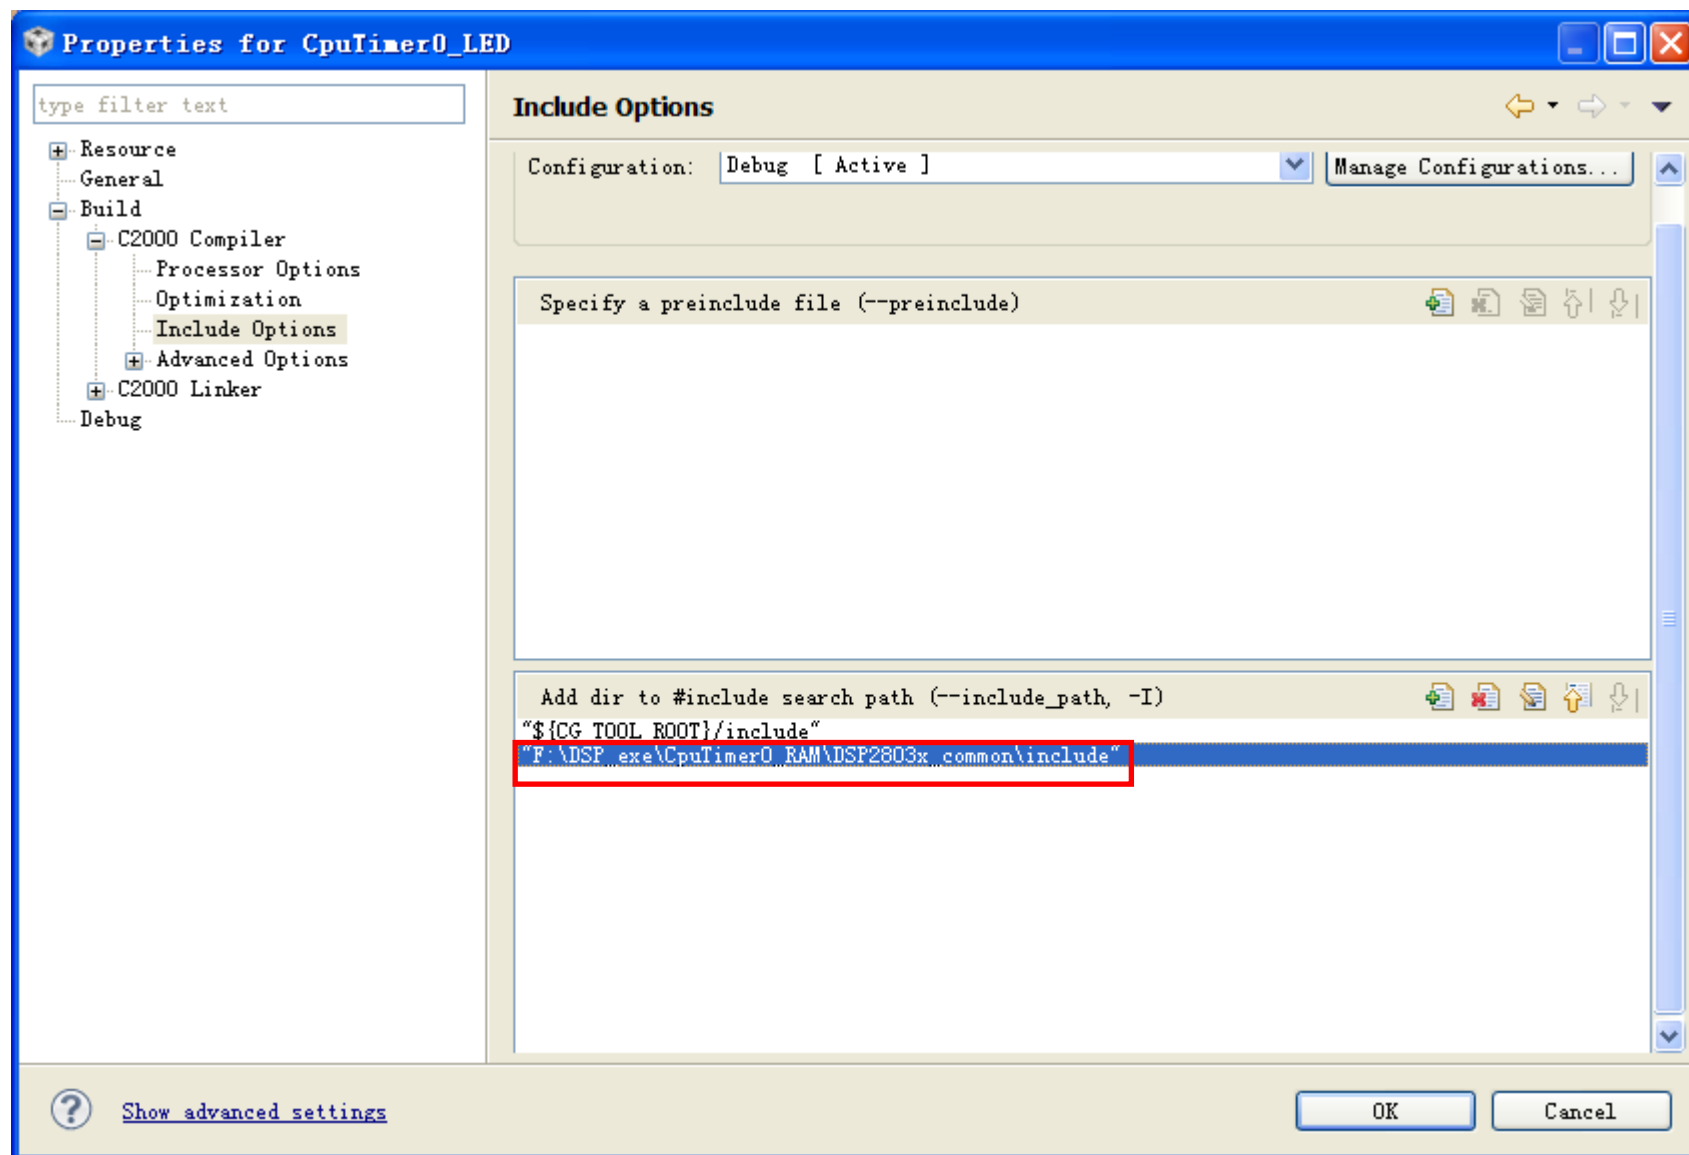 Properties for CpuTimer0_LED
type filter text
Resource
General
Build
C2000 Compiler
Processor Options
Optimization
Include Options
Advanced Options
C2000 Linker
Debug
Include Options
Configuration: Debug [ Active ] Manage Configurations...
Specify a preinclude file (--preinclude)
Add dir to #include search path (--include_path, -I)
"${CG_TOOL_ROOT}/include"
"F:\DSP_exe\CpuTimer0_RAM\DSP2803x_common\include"
Show advanced settings
OK Cancel